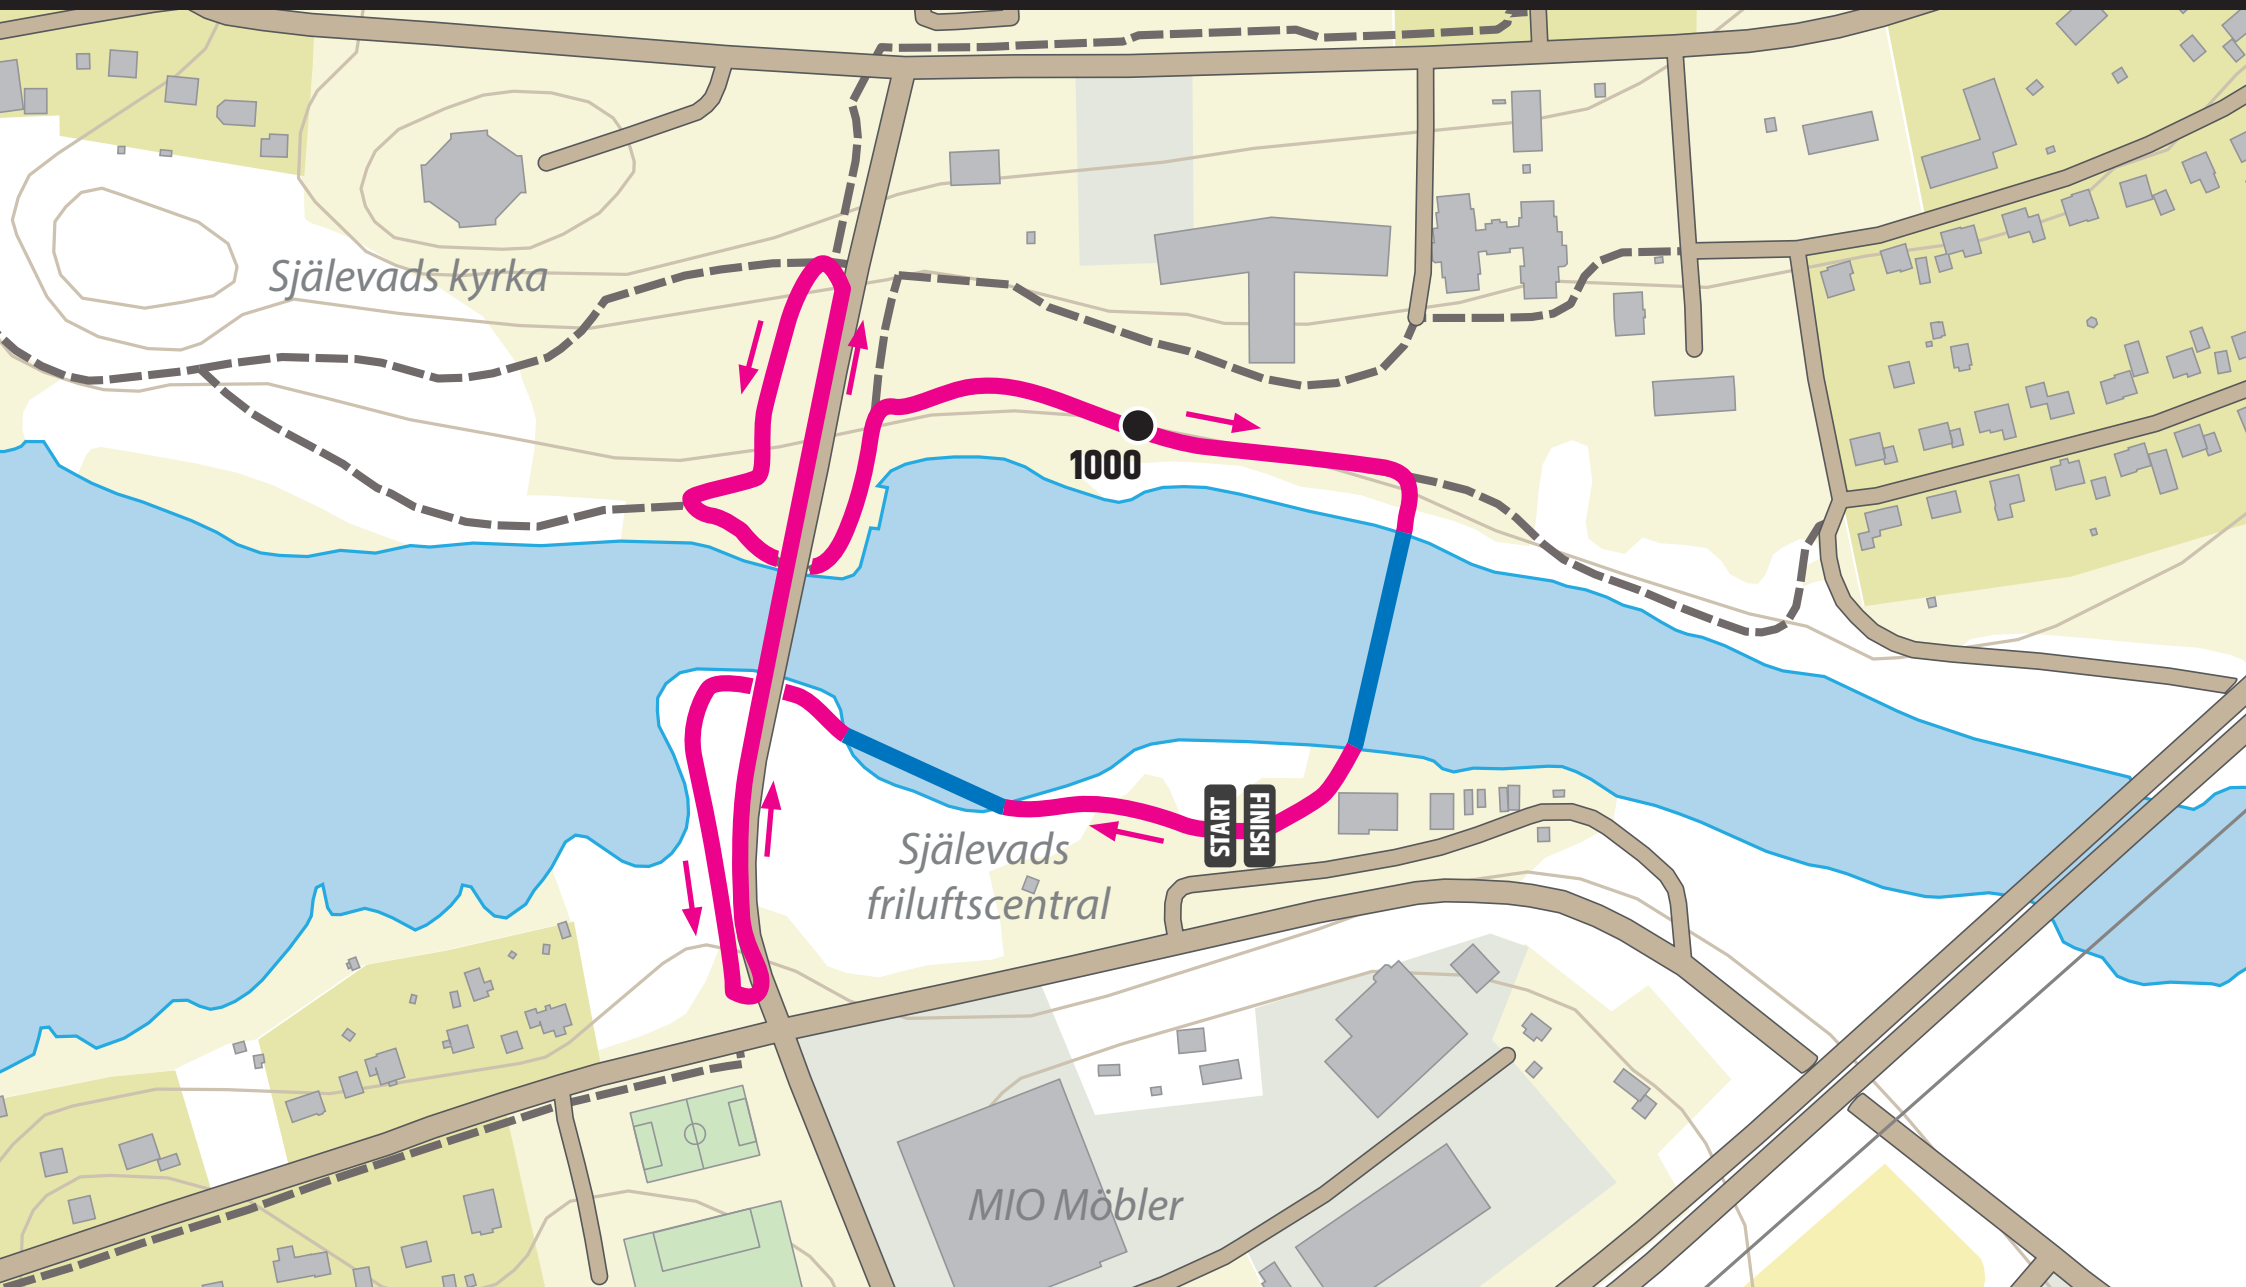 Själevads kyrka
1000
START
FINISH
Själevads
friluftscentral
MIO Möbler